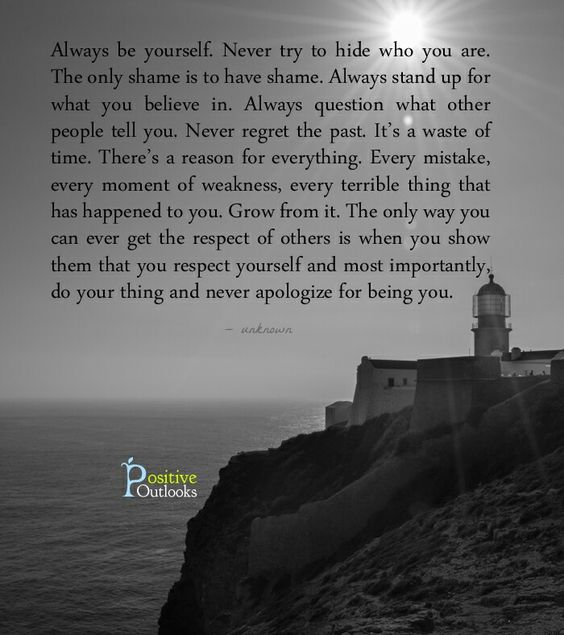 Always be yourself. Never try to hide who you are.
The only shame is to have shame. Always stand up for
what you believe in. Always question what other
people tell you. Never regret the past. It's a waste of
time. There's a reason for everything. Every mistake,
every moment of weakness, every terrible thing that
has happened to you. Grow from it. The only way you
can ever get the respect of others is when you show
them that you respect yourself and most importantly,
do your thing and never apologize for being you.
– unknown
Positive
Outlooks